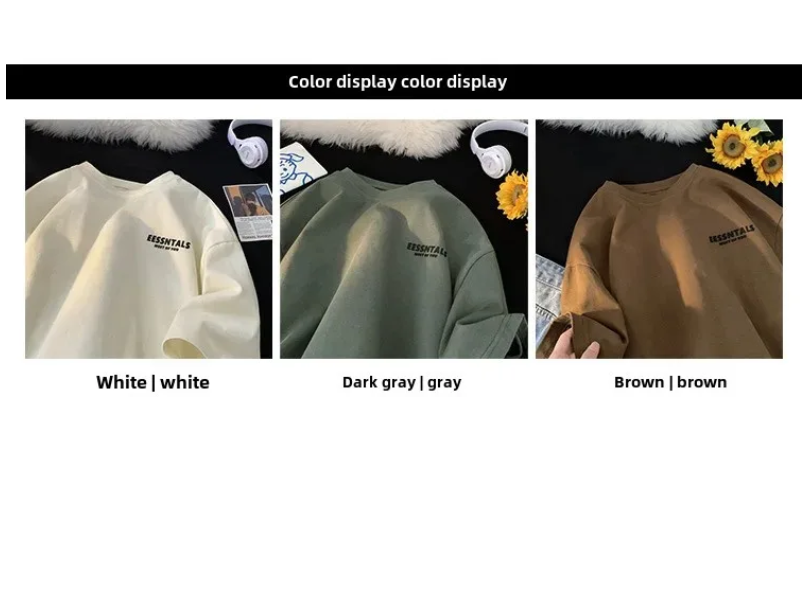 Color display color display
EESSNTALS
EESSNTALS
EESSNTALS
White | white
Dark gray | gray
Brown | brown